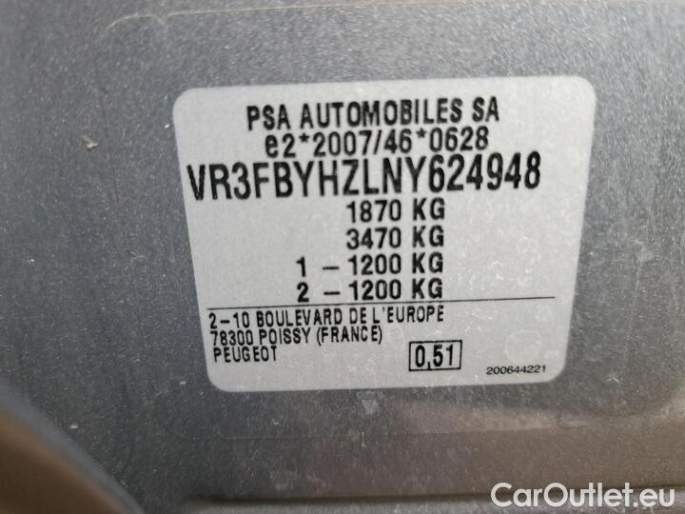 PSA AUTOMOBILES SA
e2*2007/46*0628
VR3FBYHZLNY624948
1870 KG
3470 KG
1 - 1200 KG
2 - 1200 KG
2-10 BOULEVARD DE L'EUROPE
78300 POISSY (FRANCE)
PEUGEOT
0,51
200644221
CarOutlet.eu